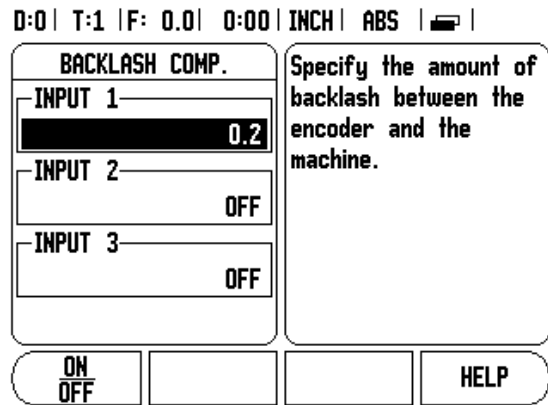 D:0| T:1 |F: 0.0| 0:00| INCH| ABS | |
BACKLASH COMP.
INPUT 1
0.2
INPUT 2
OFF
INPUT 3
OFF
Specify the amount of
backlash between the
encoder and the
machine.
ON
OFF
HELP